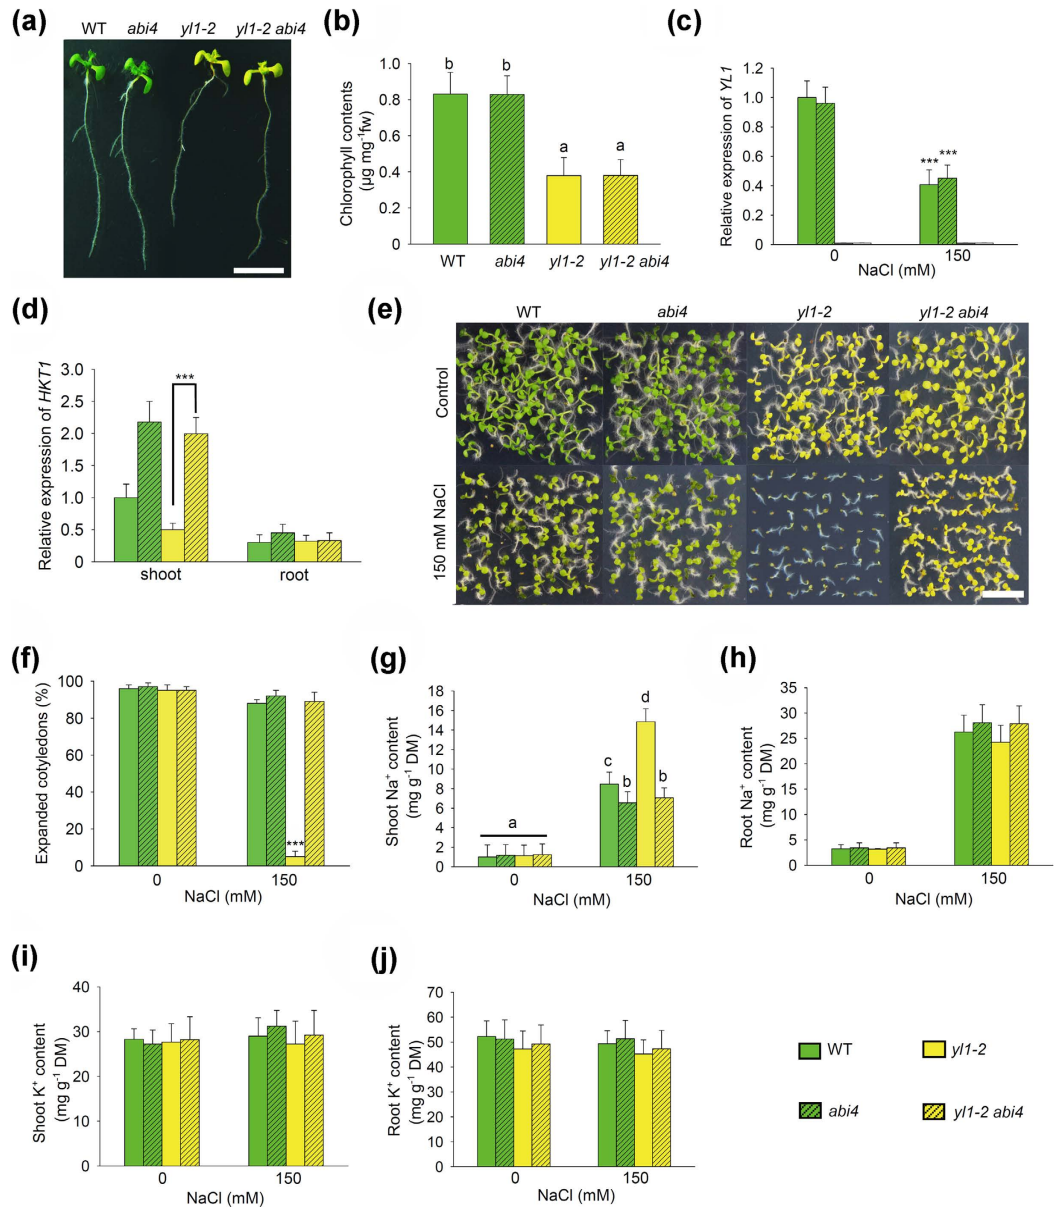 (a)
WT abi4 yl1-2 yl1-2 abi4
(b)
Chlorophyll contents
(µg mg⁻¹fw)
1.0
0.8
0.6
0.4
0.2
0
b b a a
WT abi4 yl1-2 yl1-2 abi4
(c)
Relative expression of YL1
1.2
1.0
0.8
0.6
0.4
0.2
0
*** ***
0 150
NaCl (mM)
(d)
Relative expression of HKT1
3.0
2.5
2.0
1.5
1.0
0.5
0
***
shoot root
(e)
WT abi4 yl1-2 yl1-2 abi4
Control
150 mM NaCl
(f)
Expanded cotyledons (%)
100
80
60
40
20
0
***
0 150
NaCl (mM)
(g)
Shoot Na⁺ content
(mg g⁻¹ DM)
18
16
14
12
10
8
6
4
2
0
a
c b d b
0 150
NaCl (mM)
(h)
Root Na⁺ content
(mg g⁻¹ DM)
35
30
25
20
15
10
5
0
0 150
NaCl (mM)
(i)
Shoot K⁺ content
(mg g⁻¹ DM)
40
30
20
10
0
0 150
NaCl (mM)
(j)
Root K⁺ content
(mg g⁻¹ DM)
70
60
50
40
30
20
10
0
0 150
NaCl (mM)
WT
yl1-2
abi4
yl1-2 abi4